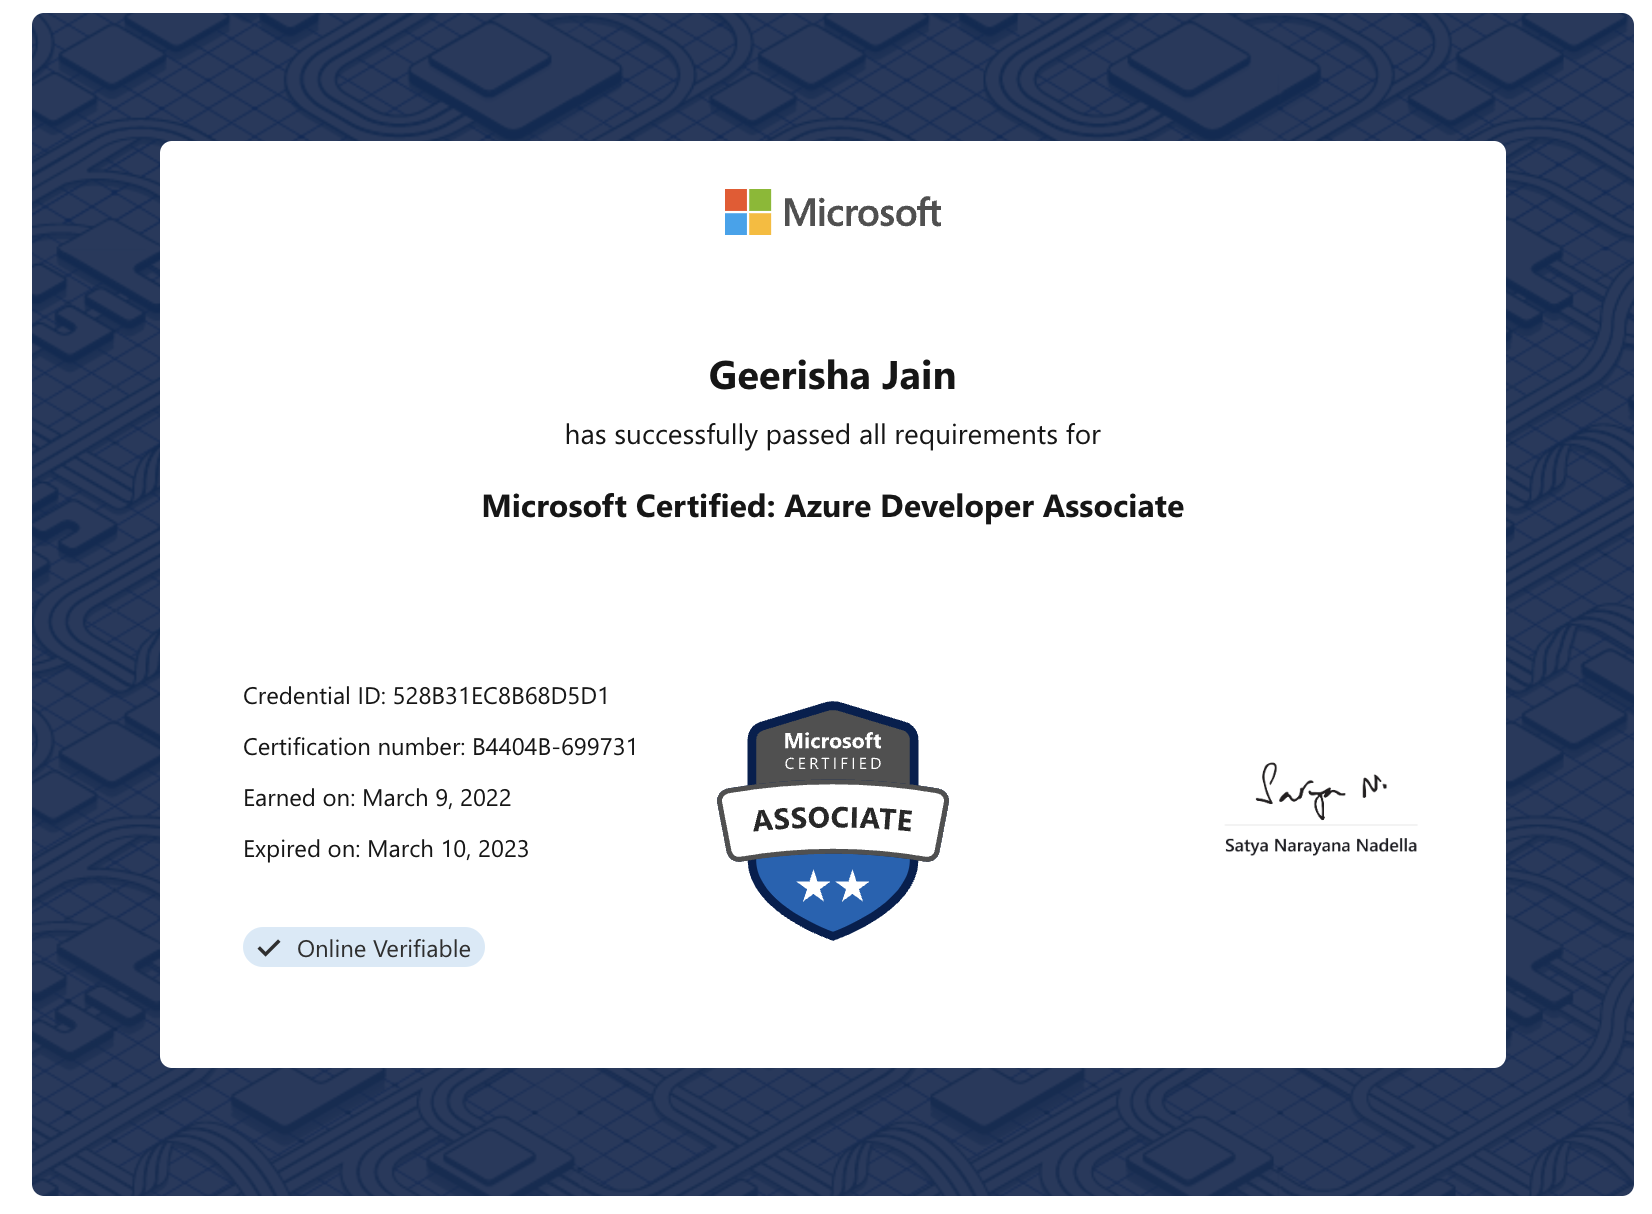 Microsoft
Geerisha Jain
has successfully passed all requirements for
Microsoft Certified: Azure Developer Associate
Credential ID: 528B31EC8B68D5D1
Certification number: B4404B-699731
Earned on: March 9, 2022
Expired on: March 10, 2023
Online Verifiable
Microsoft
CERTIFIED
ASSOCIATE
Satya N.
Satya Narayana Nadella